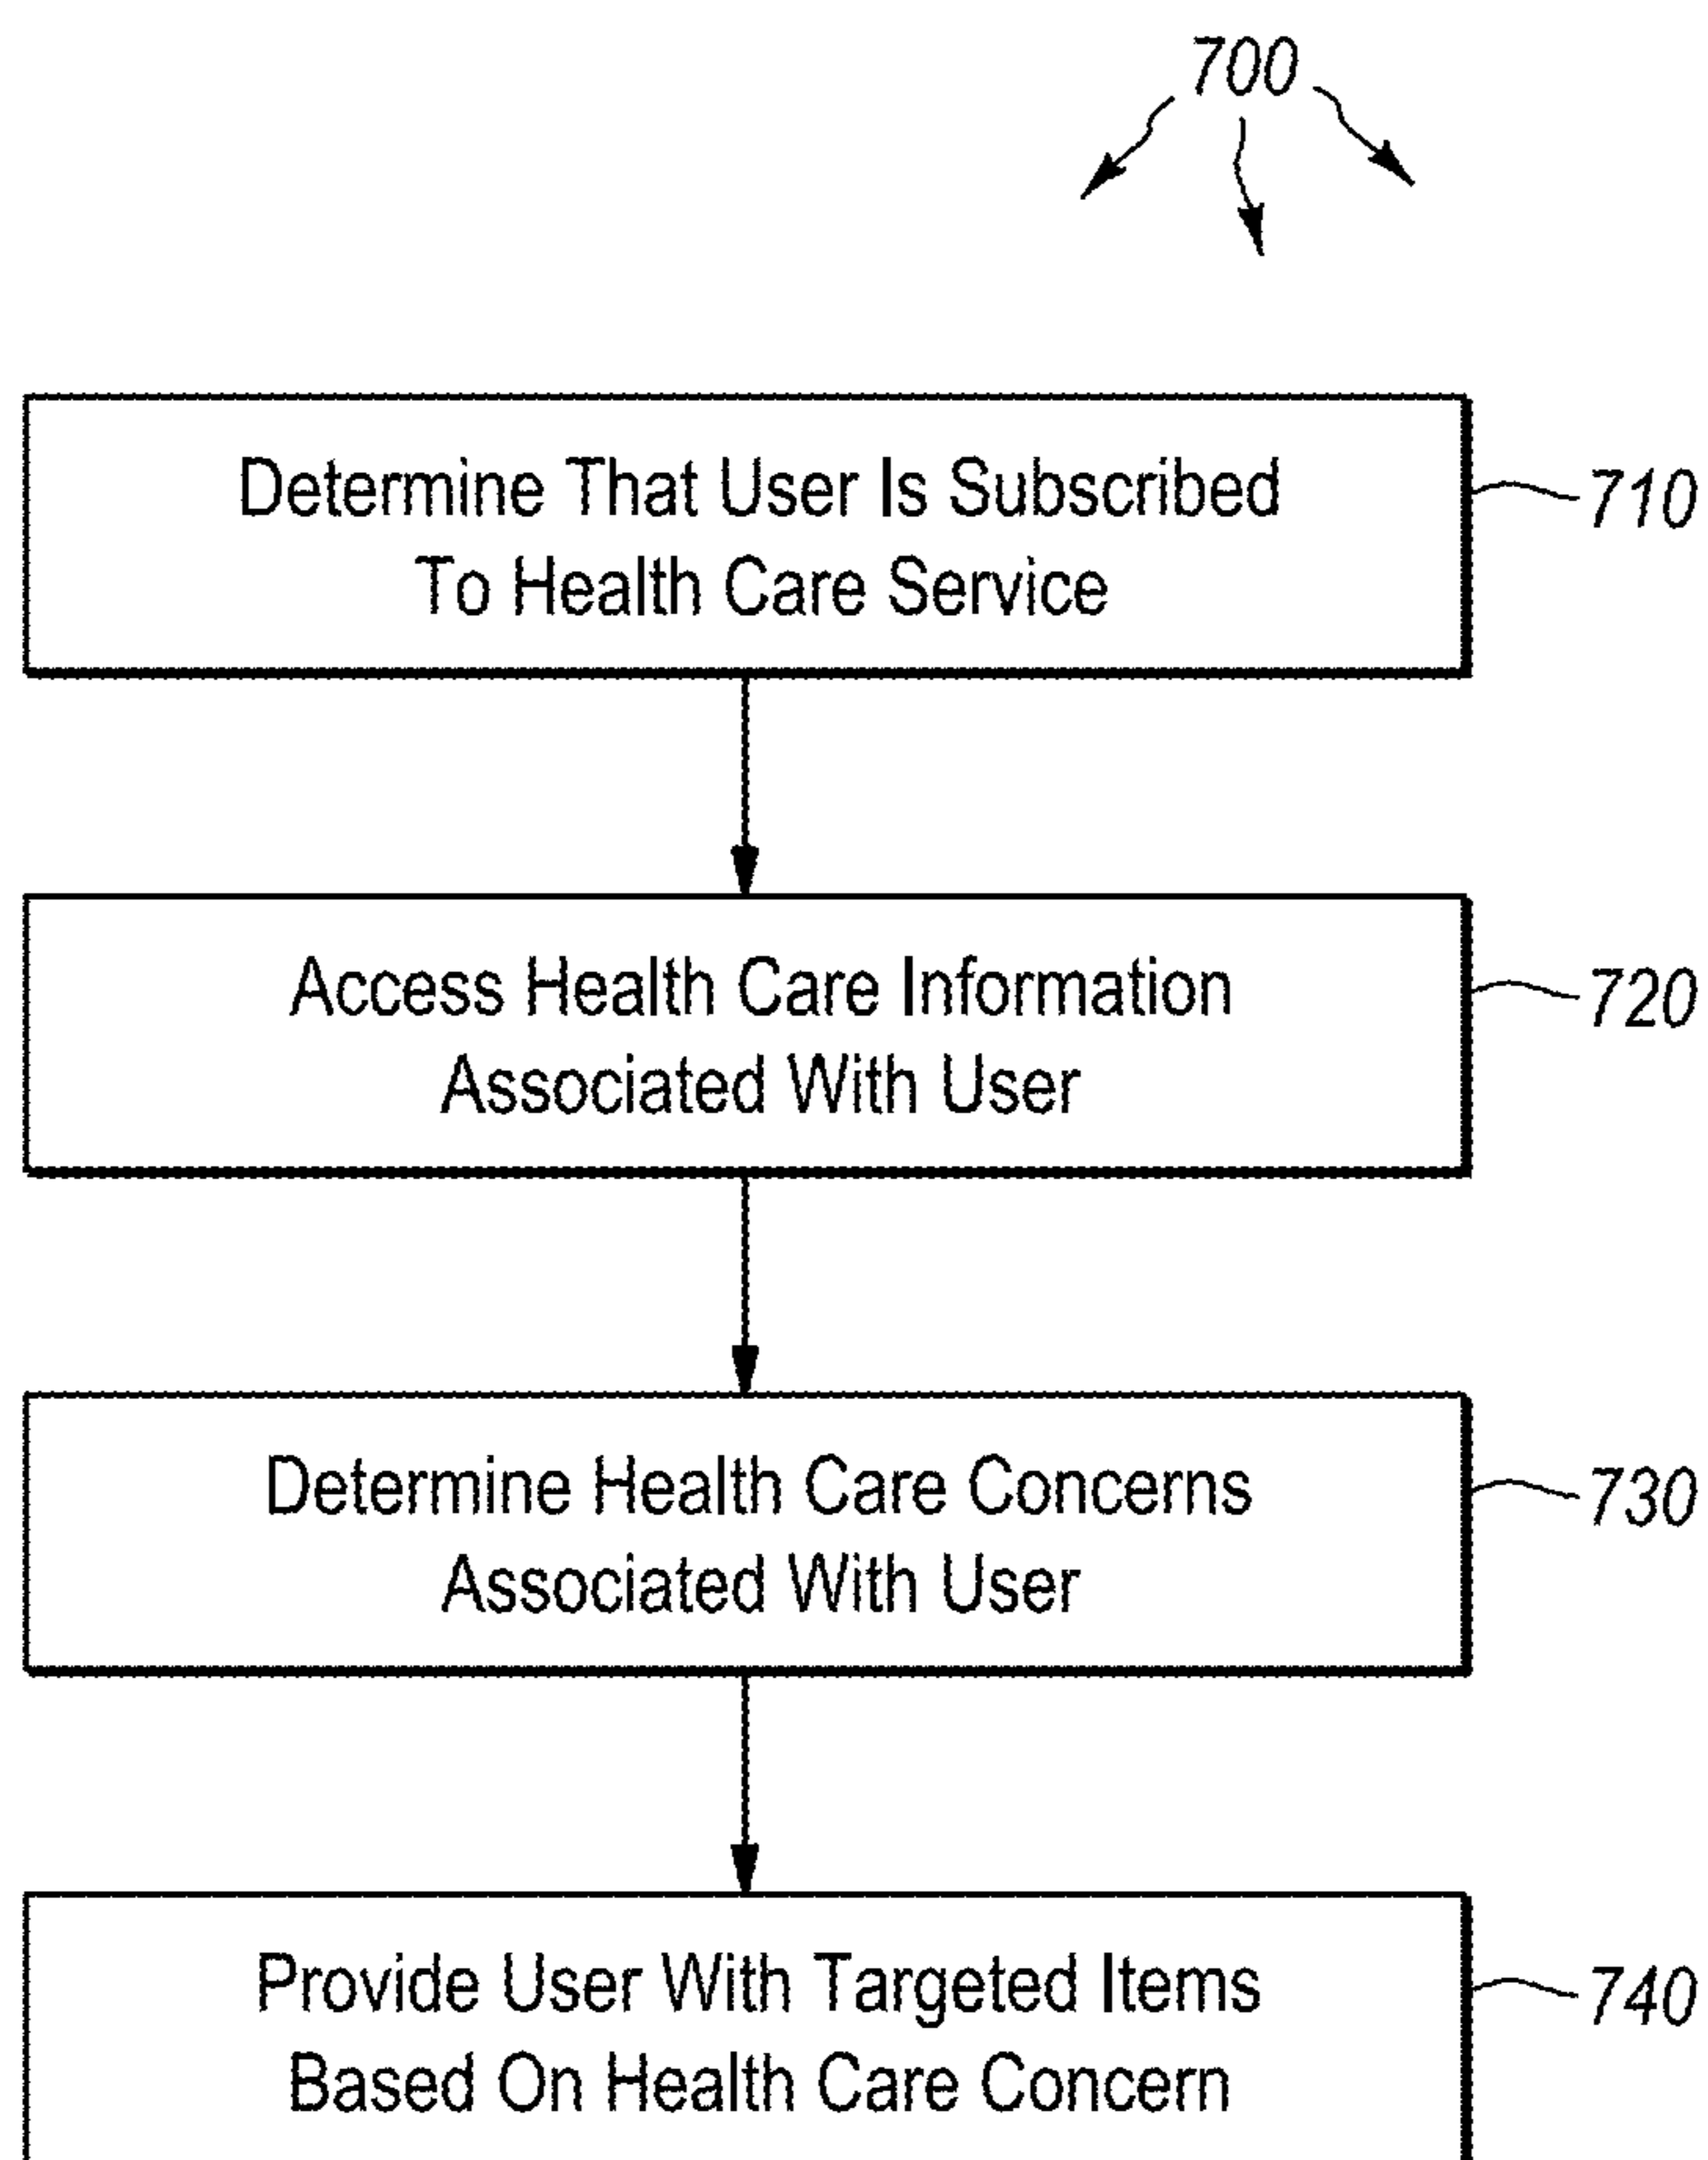 700
Determine That User Is Subscribed
To Health Care Service
710
Access Health Care Information
Associated With User
720
Determine Health Care Concerns
Associated With User
730
Provide User With Targeted Items
Based On Health Care Concern
740